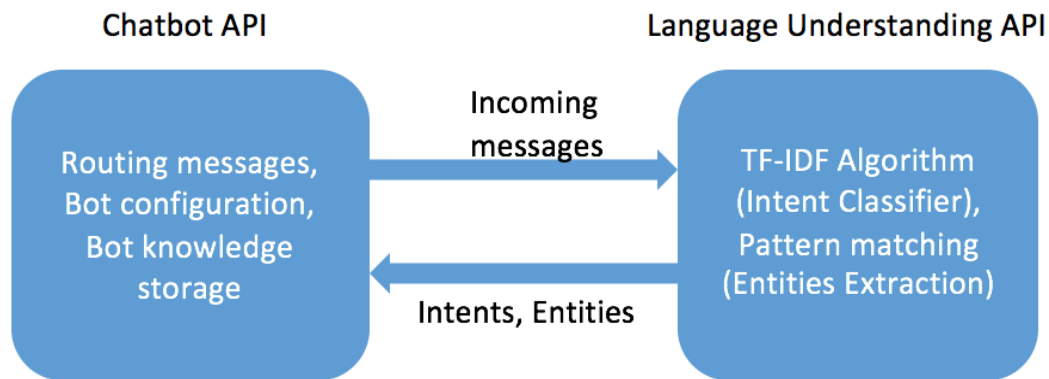 Chatbot API
Language Understanding API
Routing messages,
Bot configuration,
Bot knowledge
storage
Incoming
messages
Intents, Entities
TF-IDF Algorithm
(Intent Classifier),
Pattern matching
(Entities Extraction)